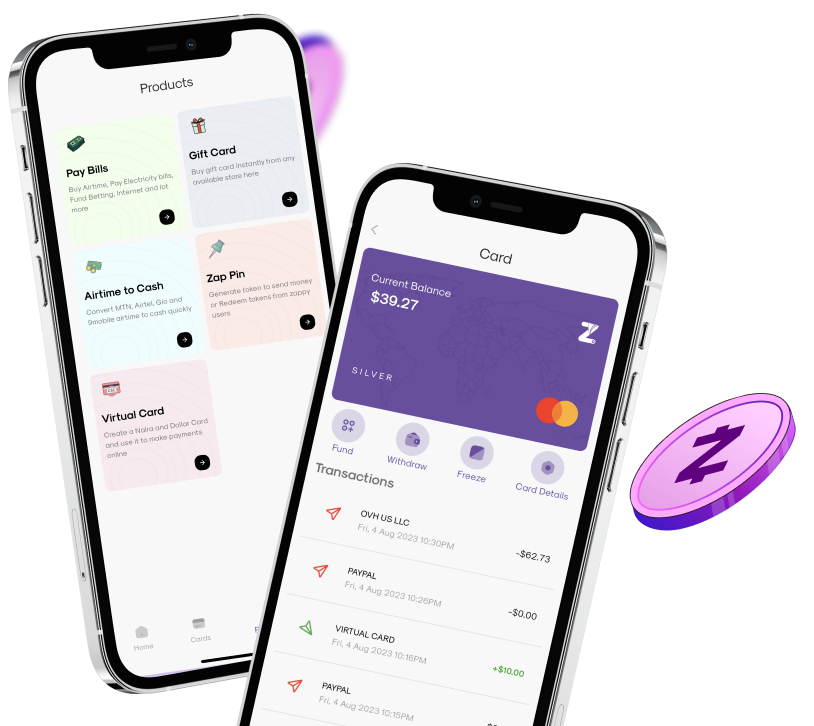 Products
Pay Bills
Buy Airtime, Pay Electricity bills,
Fund Betting, Internet and lot
more
Gift Card
Buy gift card Instantly from any
available store here
Airtime to Cash
Convert MTN, Airtel, Glo and
9mobile airtime to cash quickly
Zap Pin
Generate token to send money
or Redeem tokens from zappy
users
Virtual Card
Create a Naira and Dollar Card
and use it to make payments
online
Home
Cards
Card
Current Balance
$39.27
SILVER
Fund
Withdraw
Freeze
Card Details
Transactions
OVH US LLC
Fri, 4 Aug 2023 10:30PM
-$62.73
PAYPAL
Fri, 4 Aug 2023 10:26PM
-$0.00
VIRTUAL CARD
Fri, 4 Aug 2023 10:16PM
+$10.00
PAYPAL
Fri, 4 Aug 2023 10:15PM